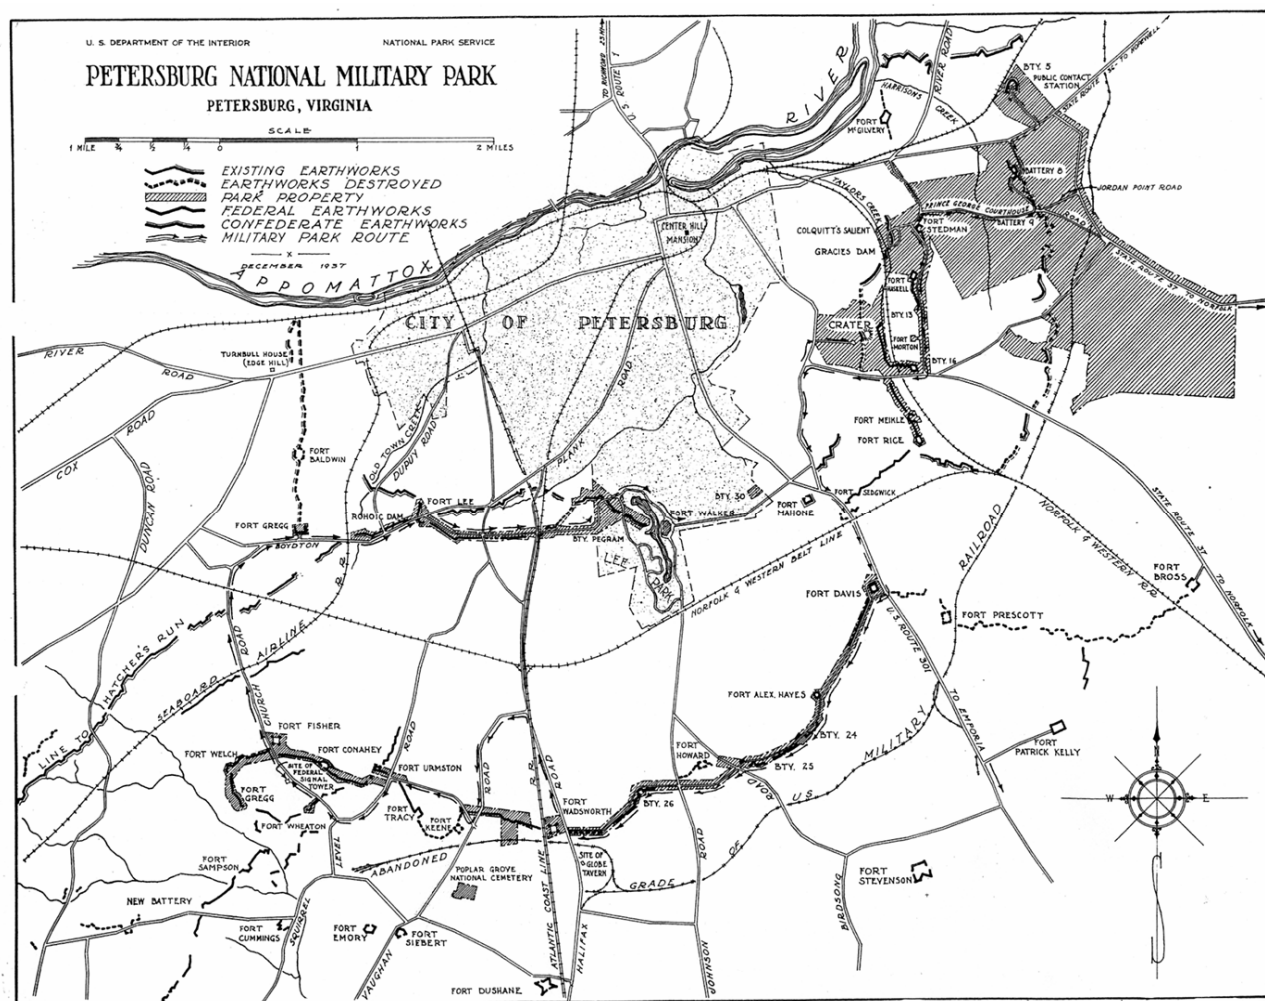 U. S. DEPARTMENT OF THE INTERIOR
NATIONAL PARK SERVICE
PETERSBURG NATIONAL MILITARY PARK
PETERSBURG, VIRGINIA
SCALE
1 MILE ¾ ½ ¼ 0 1 2 MILES
EXISTING EARTHWORKS
EARTHWORKS DESTROYED
PARK PROPERTY
FEDERAL EARTHWORKS
CONFEDERATE EARTHWORKS
MILITARY PARK ROUTE
X
DECEMBER 1937
APPOMATTOX
RIVER
U.S. ROUTE 1
RIVER ROAD
HARRISONS
CREEK
FORT
McGILVERY
BTY. 5
PUBLIC CONTACT
STATION
BATTERY 8
JORDAN POINT ROAD
TAYLORS CREEK
PRINCE GEORGE COURTHOUSE
ROAD
BATTERY 9
FORT
STEDMAN
COLQUITT'S SALIENT
GRACIES DAM
STATE ROUTE 37 TO NORFOLK
CENTER HILL
MANSION
FORT
HASKELL
BTY. 13
CRATER
FORT
MORTON
BTY. 16
CITY OF PETERSBURG
TURNBULL HOUSE
(EDGE HILL)
RIVER
ROAD
COX
ROAD
DUNCAN ROAD
FORT
BALDWIN
OLD TOWN CREEK
DUPUY ROAD
PLANK
ROAD
FORT MEIKLE
FORT RICE
FORT SEDGWICK
FORT
MAHONE
BTY. 30
FORT WALKER
FORT LEE
ROHOIC DAM
FORT GREGG
BOYDTON
BTY. PEGRAM
LEE
PARK
NORFOLK & WESTERN BELT LINE
RAILROAD
NORFOLK & WESTERN R.R.
STATE ROUTE 37
TO NORFOLK
FORT
BROSS
FORT DAVIS
FORT PRESCOTT
U.S. ROUTE 301
TO EMPORIA
LINE TO HATCHER'S RUN
SEABOARD AIRLINE
R.R.
CHURCH
ROAD
FORT ALEX. HAYES
BTY. 24
BTY. 25
BTY. 26
FORT
HOWARD
ROAD
U.S.
MILITARY
FORT
PATRICK KELLY
FORT FISHER
FORT WELCH
FORT CONAHEY
SITE OF
FEDERAL
SIGNAL
TOWER
FORT
GREGG
FORT WHEATON
FORT URMSTON
ROAD
FORT
TRACY
FORT
KEENE
ROAD
R.R.
ROAD
FORT
WADSWORTH
SITE OF
GLOBE
TAVERN
ABANDONED
GRADE
OF
POPLAR GROVE
NATIONAL CEMETERY
FORT
SAMPSON
NEW BATTERY
FORT
CUMMINGS
LEVEL
SQUIRREL
FORT
EMORY
FORT
SIEBERT
VAUGHAN
FORT DUSHANE
ATLANTIC COAST LINE
HALIFAX
ROAD
JOHNSON
BIRDSONG
FORT
STEVENSON
N
W
E